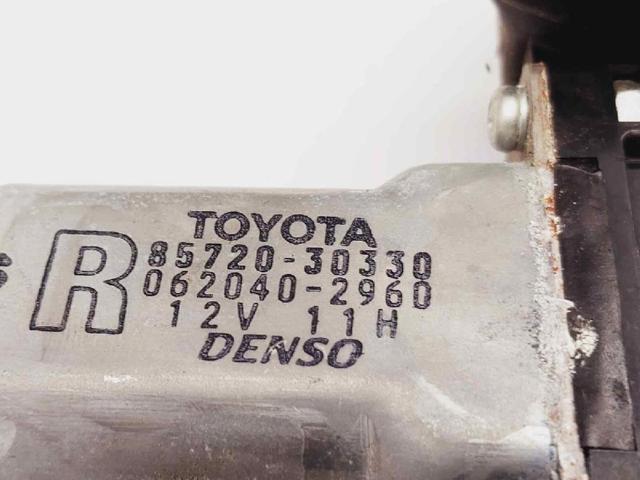 TOYOTA
R
85720-30330
062040-2960
12V 11H
DENSO